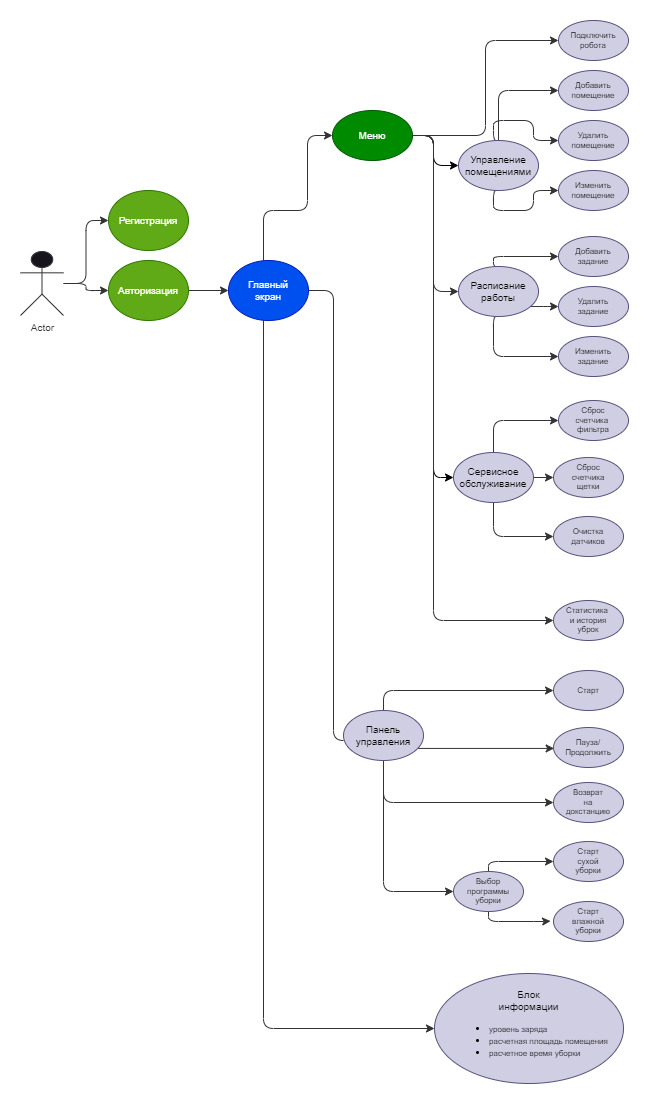 Подключить
робота
Добавить
помещение
Меню
Удалить
помещение
Управление
помещениями
Изменить
помещение
Регистрация
Actor
Авторизация
Главный
экран
Добавить
задание
Расписание
работы
Удалить
задание
Изменить
задание
Сброс
счетчика
фильтра
Сервисное
обслуживание
Сброс
счетчика
щетки
Очистка
датчиков
Статистика
и история
уброк
Старт
Панель
управления
Пауза/
Продолжить
Возврат
на
докстанцию
Старт
сухой
уборки
Выбор
программы
уборки
Старт
влажной
уборки
Блок
информации
• уровень заряда
• расчетная площадь помещения
• расчетное время уборки